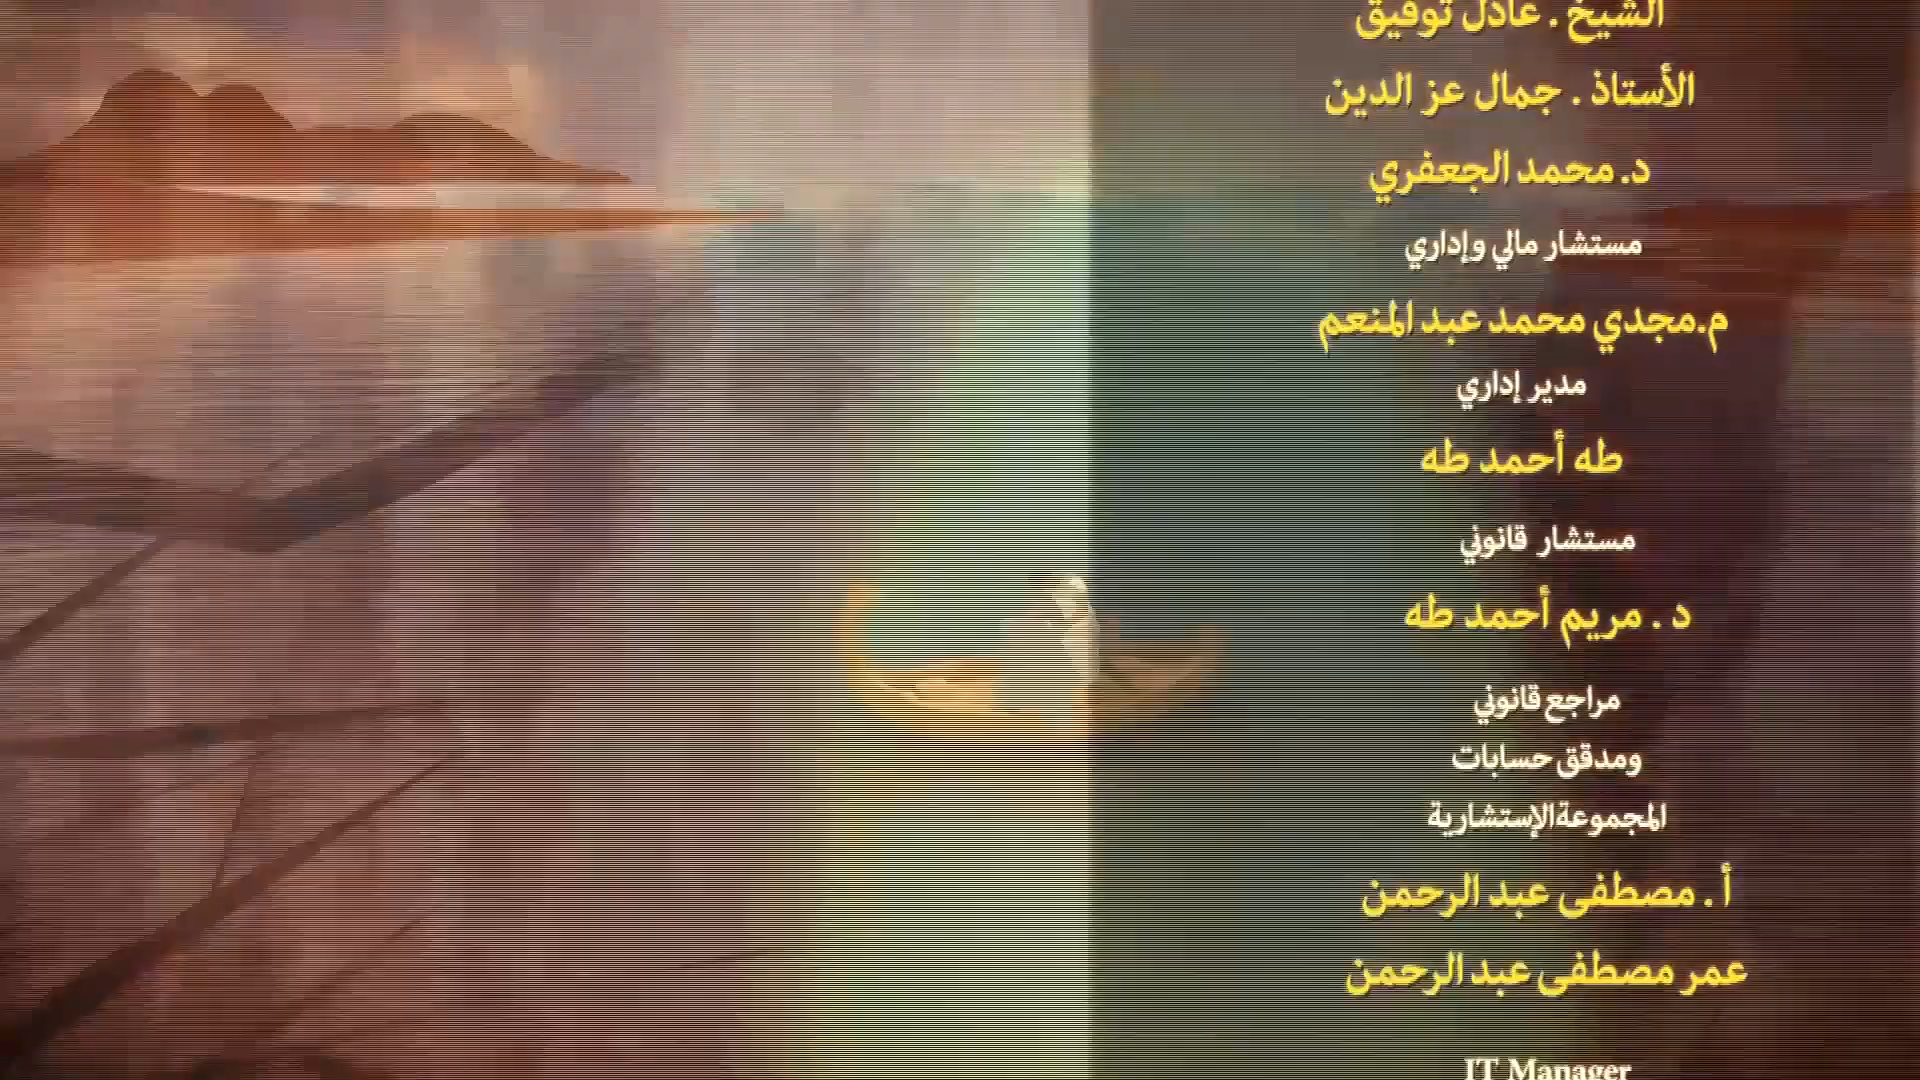 الشيخ . عادل توفيق
الأستاذ . جمال عز الدين
د. محمد الجعفري
مستشار مالي وإداري
م.مجدي محمد عبد المنعم
مدير إداري
طه أحمد طه
مستشار قانوني
د . مريم أحمد طه
مراجع قانوني
ومدقق حسابات
المجموعة الإستشارية
أ . مصطفى عبد الرحمن
عمر مصطفى عبد الرحمن
IT Manager